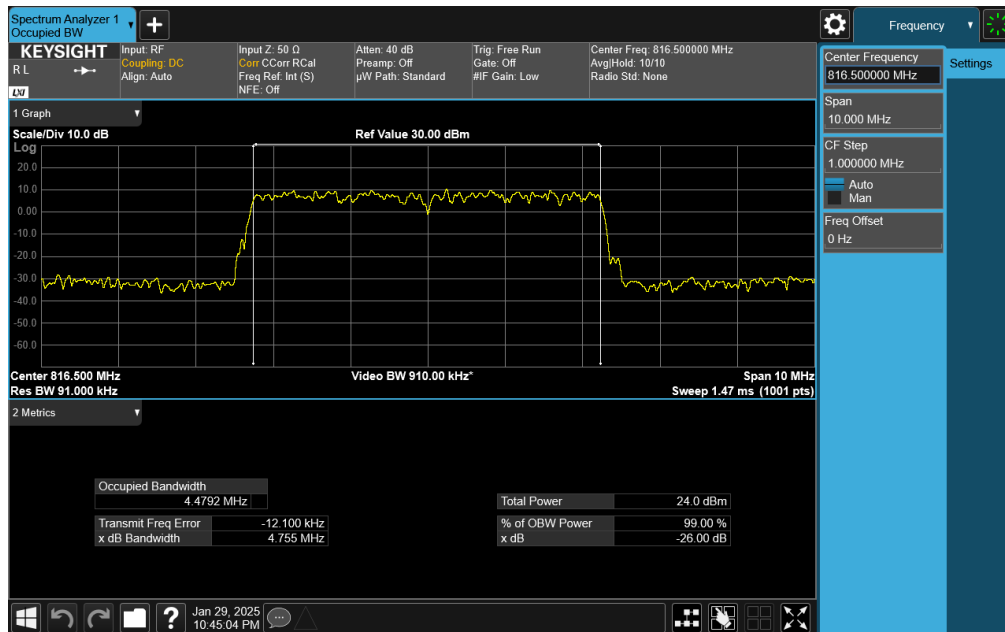 Spectrum Analyzer 1
Occupied BW
Frequency
KEYSIGHT
R L
LXI
Input: RF
Coupling: DC
Align: Auto
Input Z: 50 Ω
Corr CCorr RCal
Freq Ref: Int (S)
NFE: Off
Atten: 40 dB
Preamp: Off
µW Path: Standard
Trig: Free Run
Gate: Off
#IF Gain: Low
Center Freq: 816.500000 MHz
Avg|Hold: 10/10
Radio Std: None
Center Frequency
816.500000 MHz
Settings
Span
10.000 MHz
CF Step
1.000000 MHz
Auto
Man
Freq Offset
0 Hz
1 Graph
Scale/Div 10.0 dB
Ref Value 30.00 dBm
Log
20.0
10.0
0.00
-10.0
-20.0
-30.0
-40.0
-50.0
-60.0
Center 816.500 MHz
Video BW 910.00 kHz*
Span 10 MHz
Res BW 91.000 kHz
Sweep 1.47 ms (1001 pts)
2 Metrics
Occupied Bandwidth
4.4792 MHz
Total Power 24.0 dBm
Transmit Freq Error -12.100 kHz
% of OBW Power 99.00 %
x dB Bandwidth 4.755 MHz
x dB -26.00 dB
?
Jan 29, 2025
10:45:04 PM